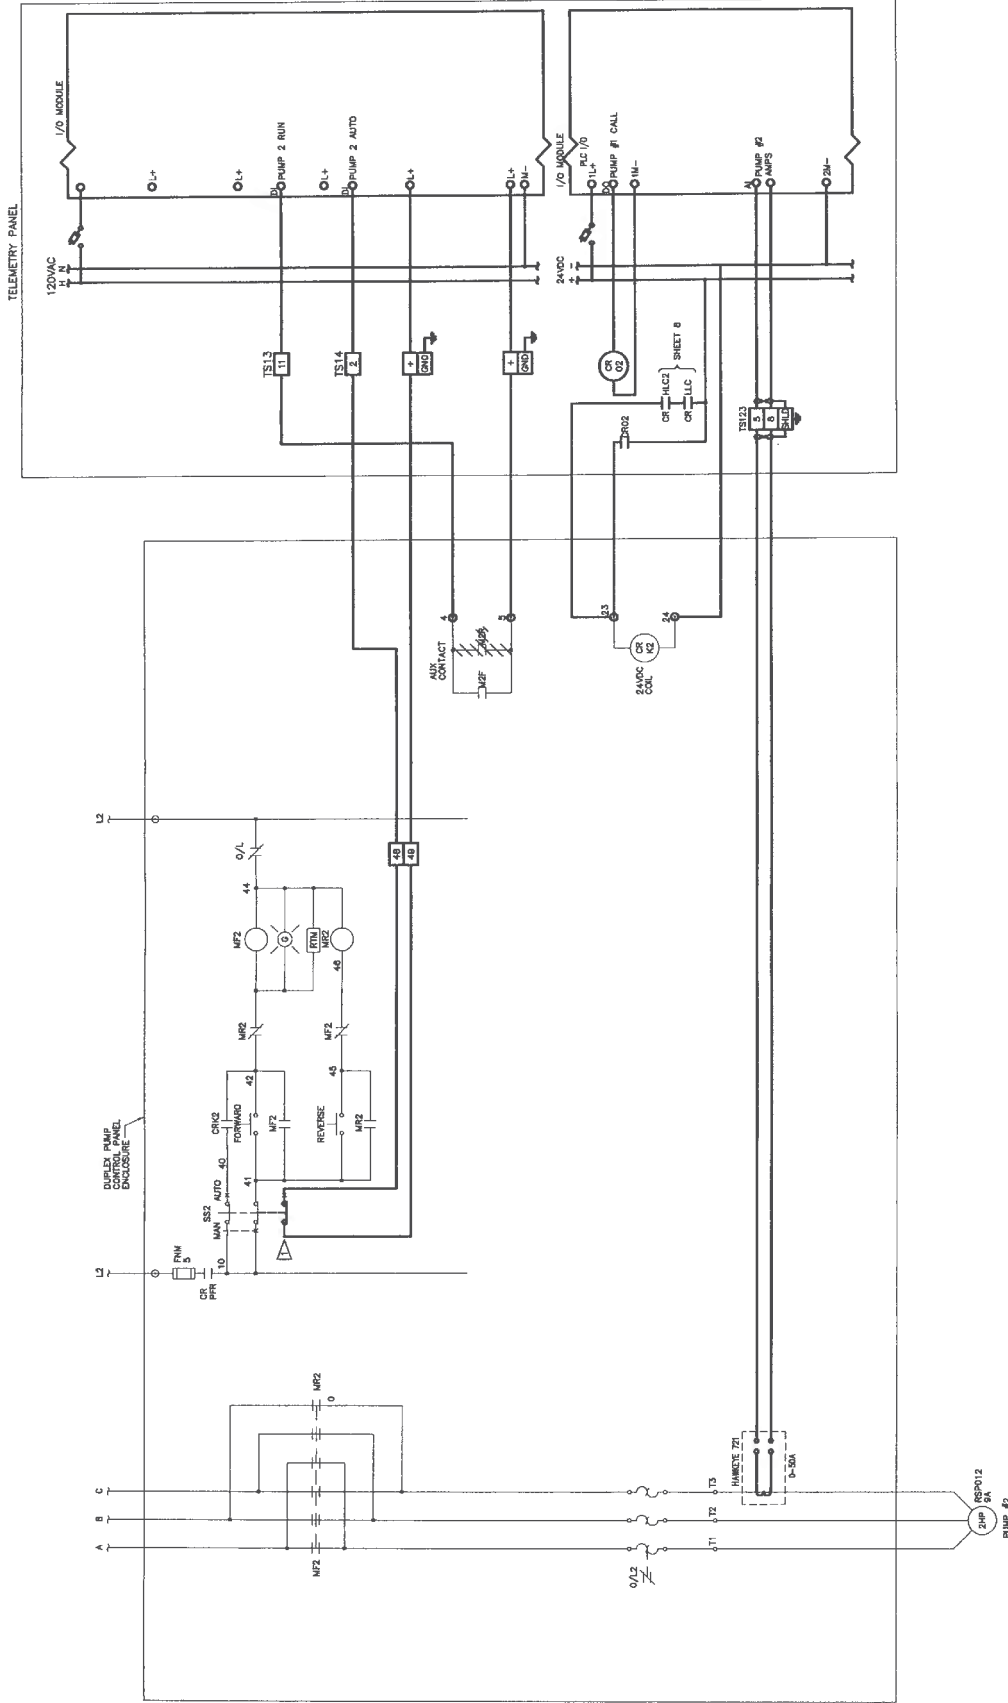 TELEMETRY PANEL
I/O MODULE
L+
L+
DI
PUMP 2 RUN
L+
DI
PUMP 2 AUTO
L+
L+
M-
120VAC
H N
I/O MODULE
PLC I/O
1L+
DO
PUMP #1 CALL
1M-
AI
PUMP #2
AMPS
2M-
24VDC
+ -
TS13
11
TS14
2
+
GND
+
GND
CR
02
SHEET 8
HLC2
CR
LLC
CR
CR02
TS123
5
8
SHLD
DUPLEX PUMP
CONTROL PANEL
ENCLOSURE
4
5
AUX
CONTACT
M2F
23
24
CR
K2
24VDC
COIL
L2
O/L
44
MF2
G
RTM
MR2
46
MR2
MF2
42
45
CRK2
FORWARD
MF2
REVERSE
MR2
40
41
48
49
AUTO
SS2
MAN
A
1
L2
FNM
5
CR
PFR
10
MR2
O
MF2
A
B
C
O/L2
T1
T2
T3
HAWKEYE 721
0-50A
2HP
RSP012
9A
PUMP #2